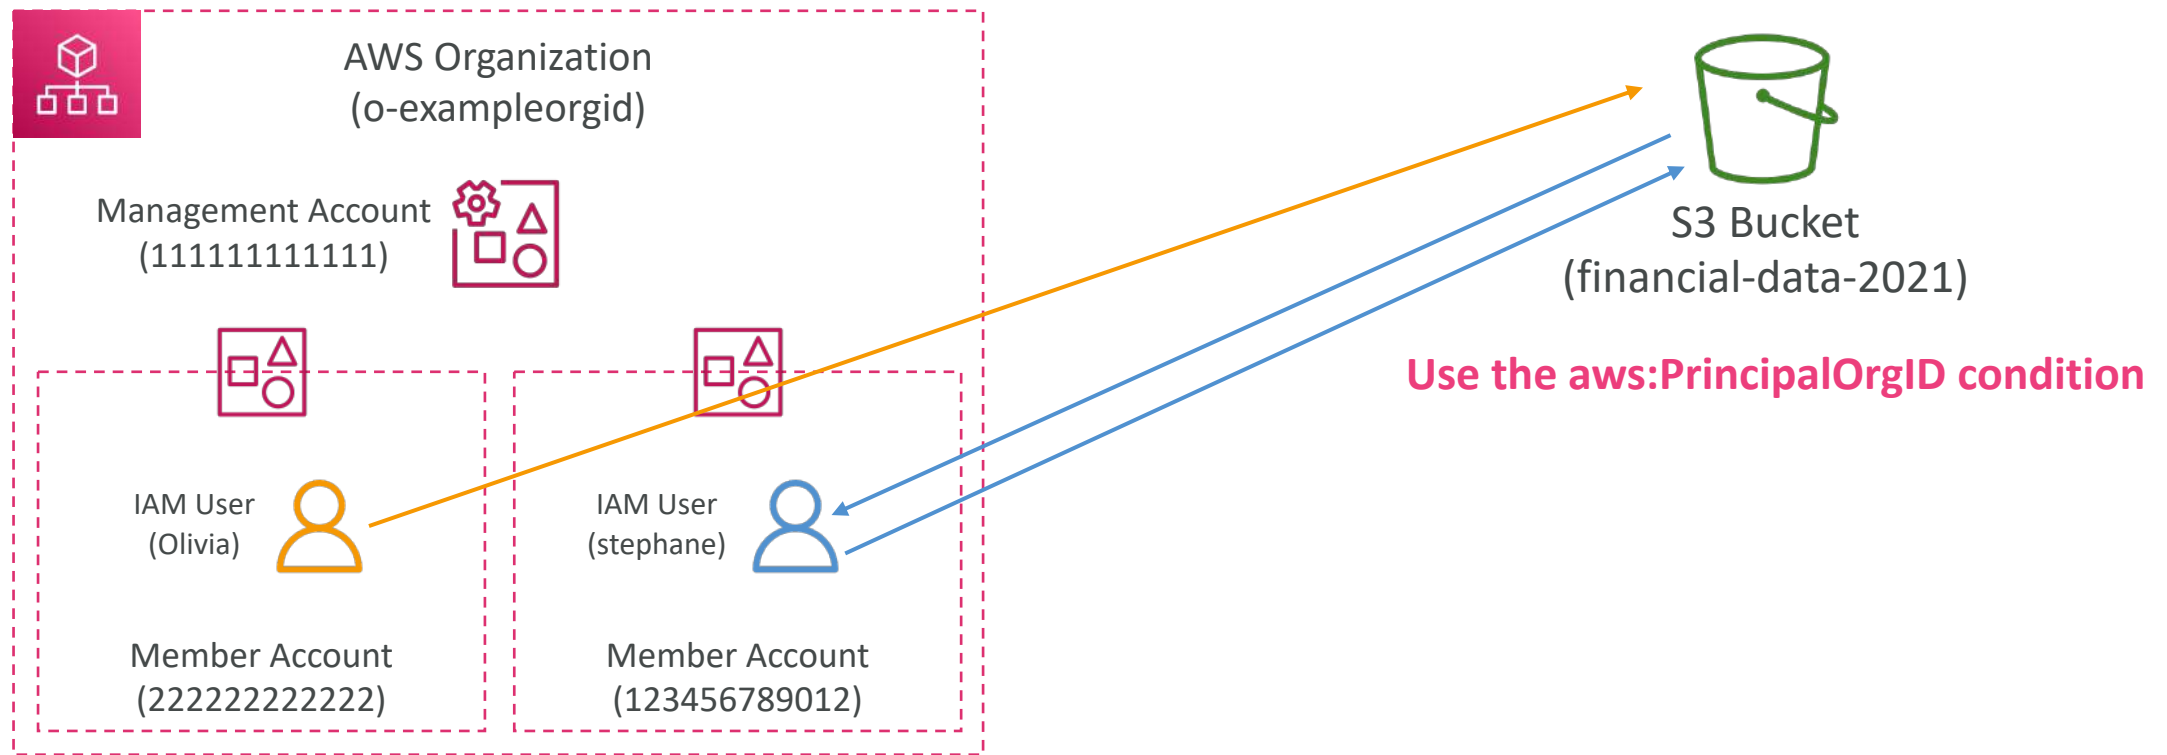 AWS Organization
(o-exampleorgid)
Management Account
(111111111111)
IAM User
(Olivia)
Member Account
(222222222222)
IAM User
(stephane)
Member Account
(123456789012)
S3 Bucket
(financial-data-2021)
Use the aws:PrincipalOrgID condition